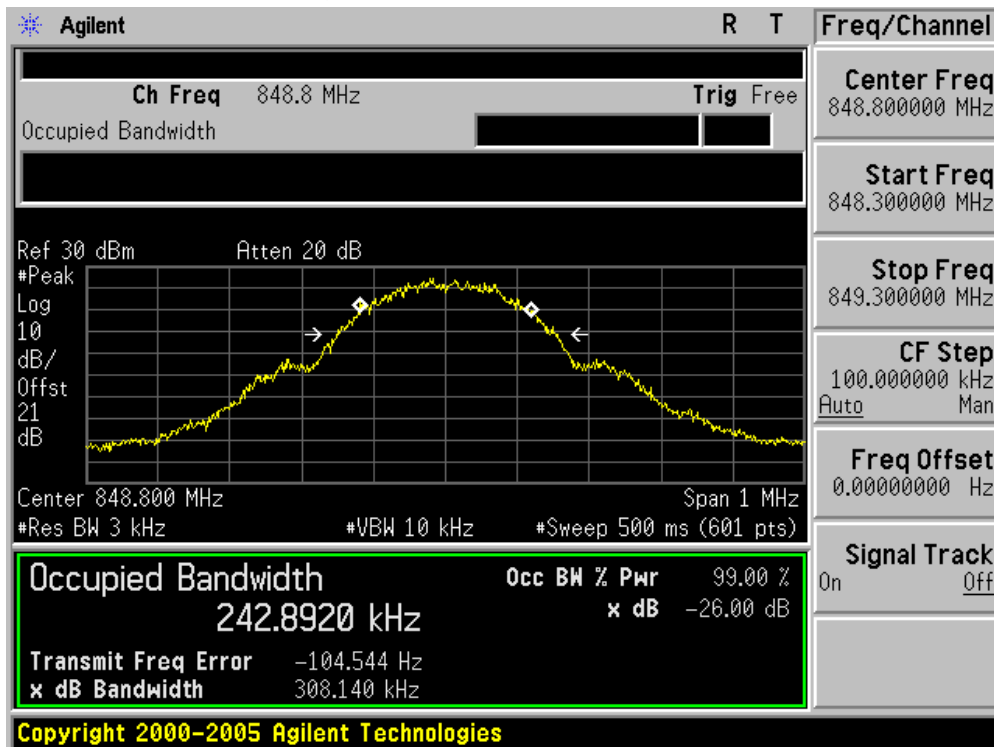 Agilent R T
Ch Freq 848.8 MHz Trig Free
Occupied Bandwidth
Ref 30 dBm Atten 20 dB
#Peak
Log
10
dB/
Offst
21
dB
Center 848.800 MHz Span 1 MHz
#Res BW 3 kHz #VBW 10 kHz #Sweep 500 ms (601 pts)
Occupied Bandwidth Occ BW % Pwr 99.00 %
242.8920 kHz x dB -26.00 dB
Transmit Freq Error -104.544 Hz
x dB Bandwidth 308.140 kHz
Copyright 2000-2005 Agilent Technologies
Freq/Channel
Center Freq
848.800000 MHz
Start Freq
848.300000 MHz
Stop Freq
849.300000 MHz
CF Step
100.000000 kHz
Auto Man
Freq Offset
0.00000000 Hz
Signal Track
On Off